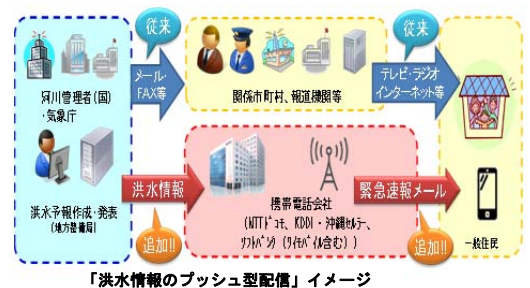 従来
メール・
FAX等
河川管理者(国)
・気象庁
関係市町村、報道機関等
従来
テレビ・ラジオ
インターネット等
洪水予報作成・発表
(地方整備局)
洪水情報
追加!!
携帯電話会社
(NTTドコモ、KDDI・沖縄セルラー、
ソフトバンク(ワイモバイル含む))
緊急速報メール
追加!!
一般住民
「洪水情報のプッシュ型配信」イメージ